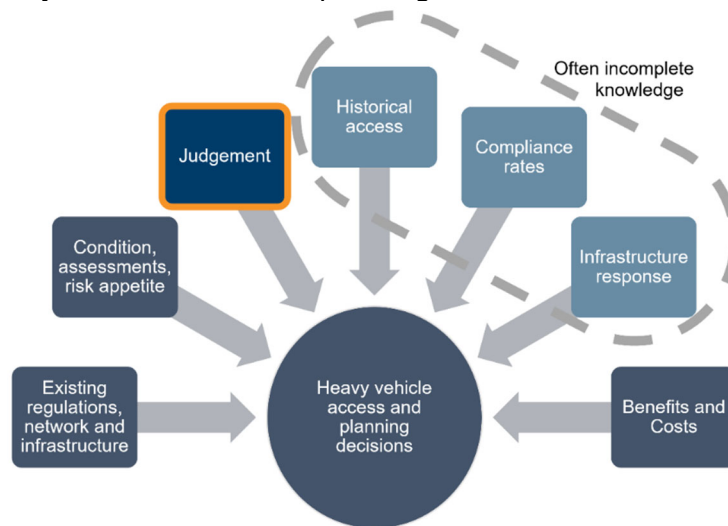 Often incomplete
knowledge
Historical
access
Judgement
Compliance
rates
Condition,
assessments,
risk appetite
Infrastructure
response
Existing
regulations,
network and
infrastructure
Heavy vehicle
access and
planning
decisions
Benefits and
Costs